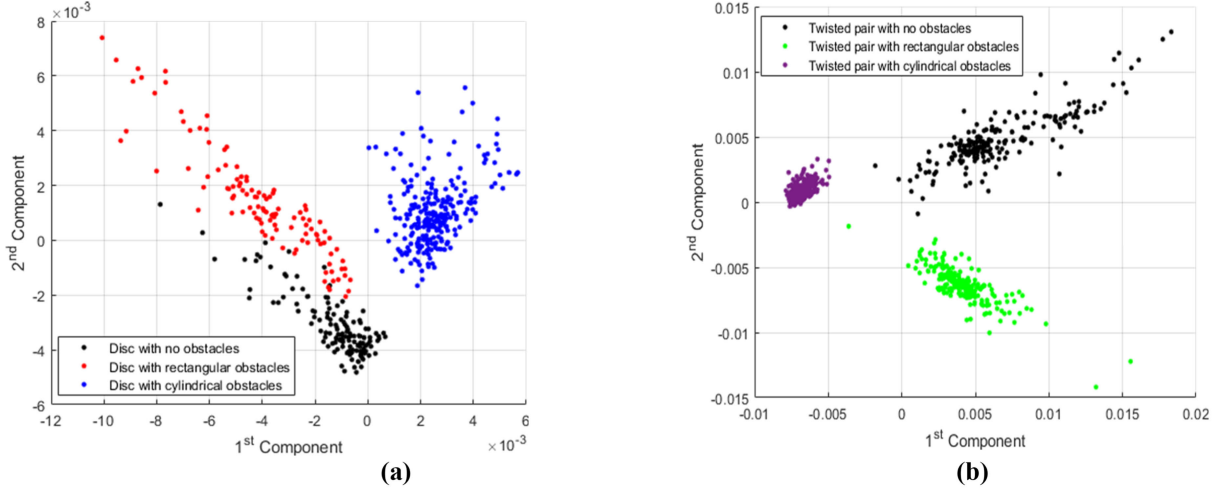 × 10⁻³
8
6
4
2
0
-2
-4
-6
2nd Component
Disc with no obstacles
Disc with rectangular obstacles
Disc with cylindrical obstacles
-12 -10 -8 -6 -4 -2 0 2 4 6
1st Component
× 10⁻³
(a)
0.015
0.01
0.005
0
-0.005
-0.01
-0.015
2nd Component
Twisted pair with no obstacles
Twisted pair with rectangular obstacles
Twisted pair with cylindrical obstacles
-0.01 -0.005 0 0.005 0.01 0.015 0.02
1st Component
(b)